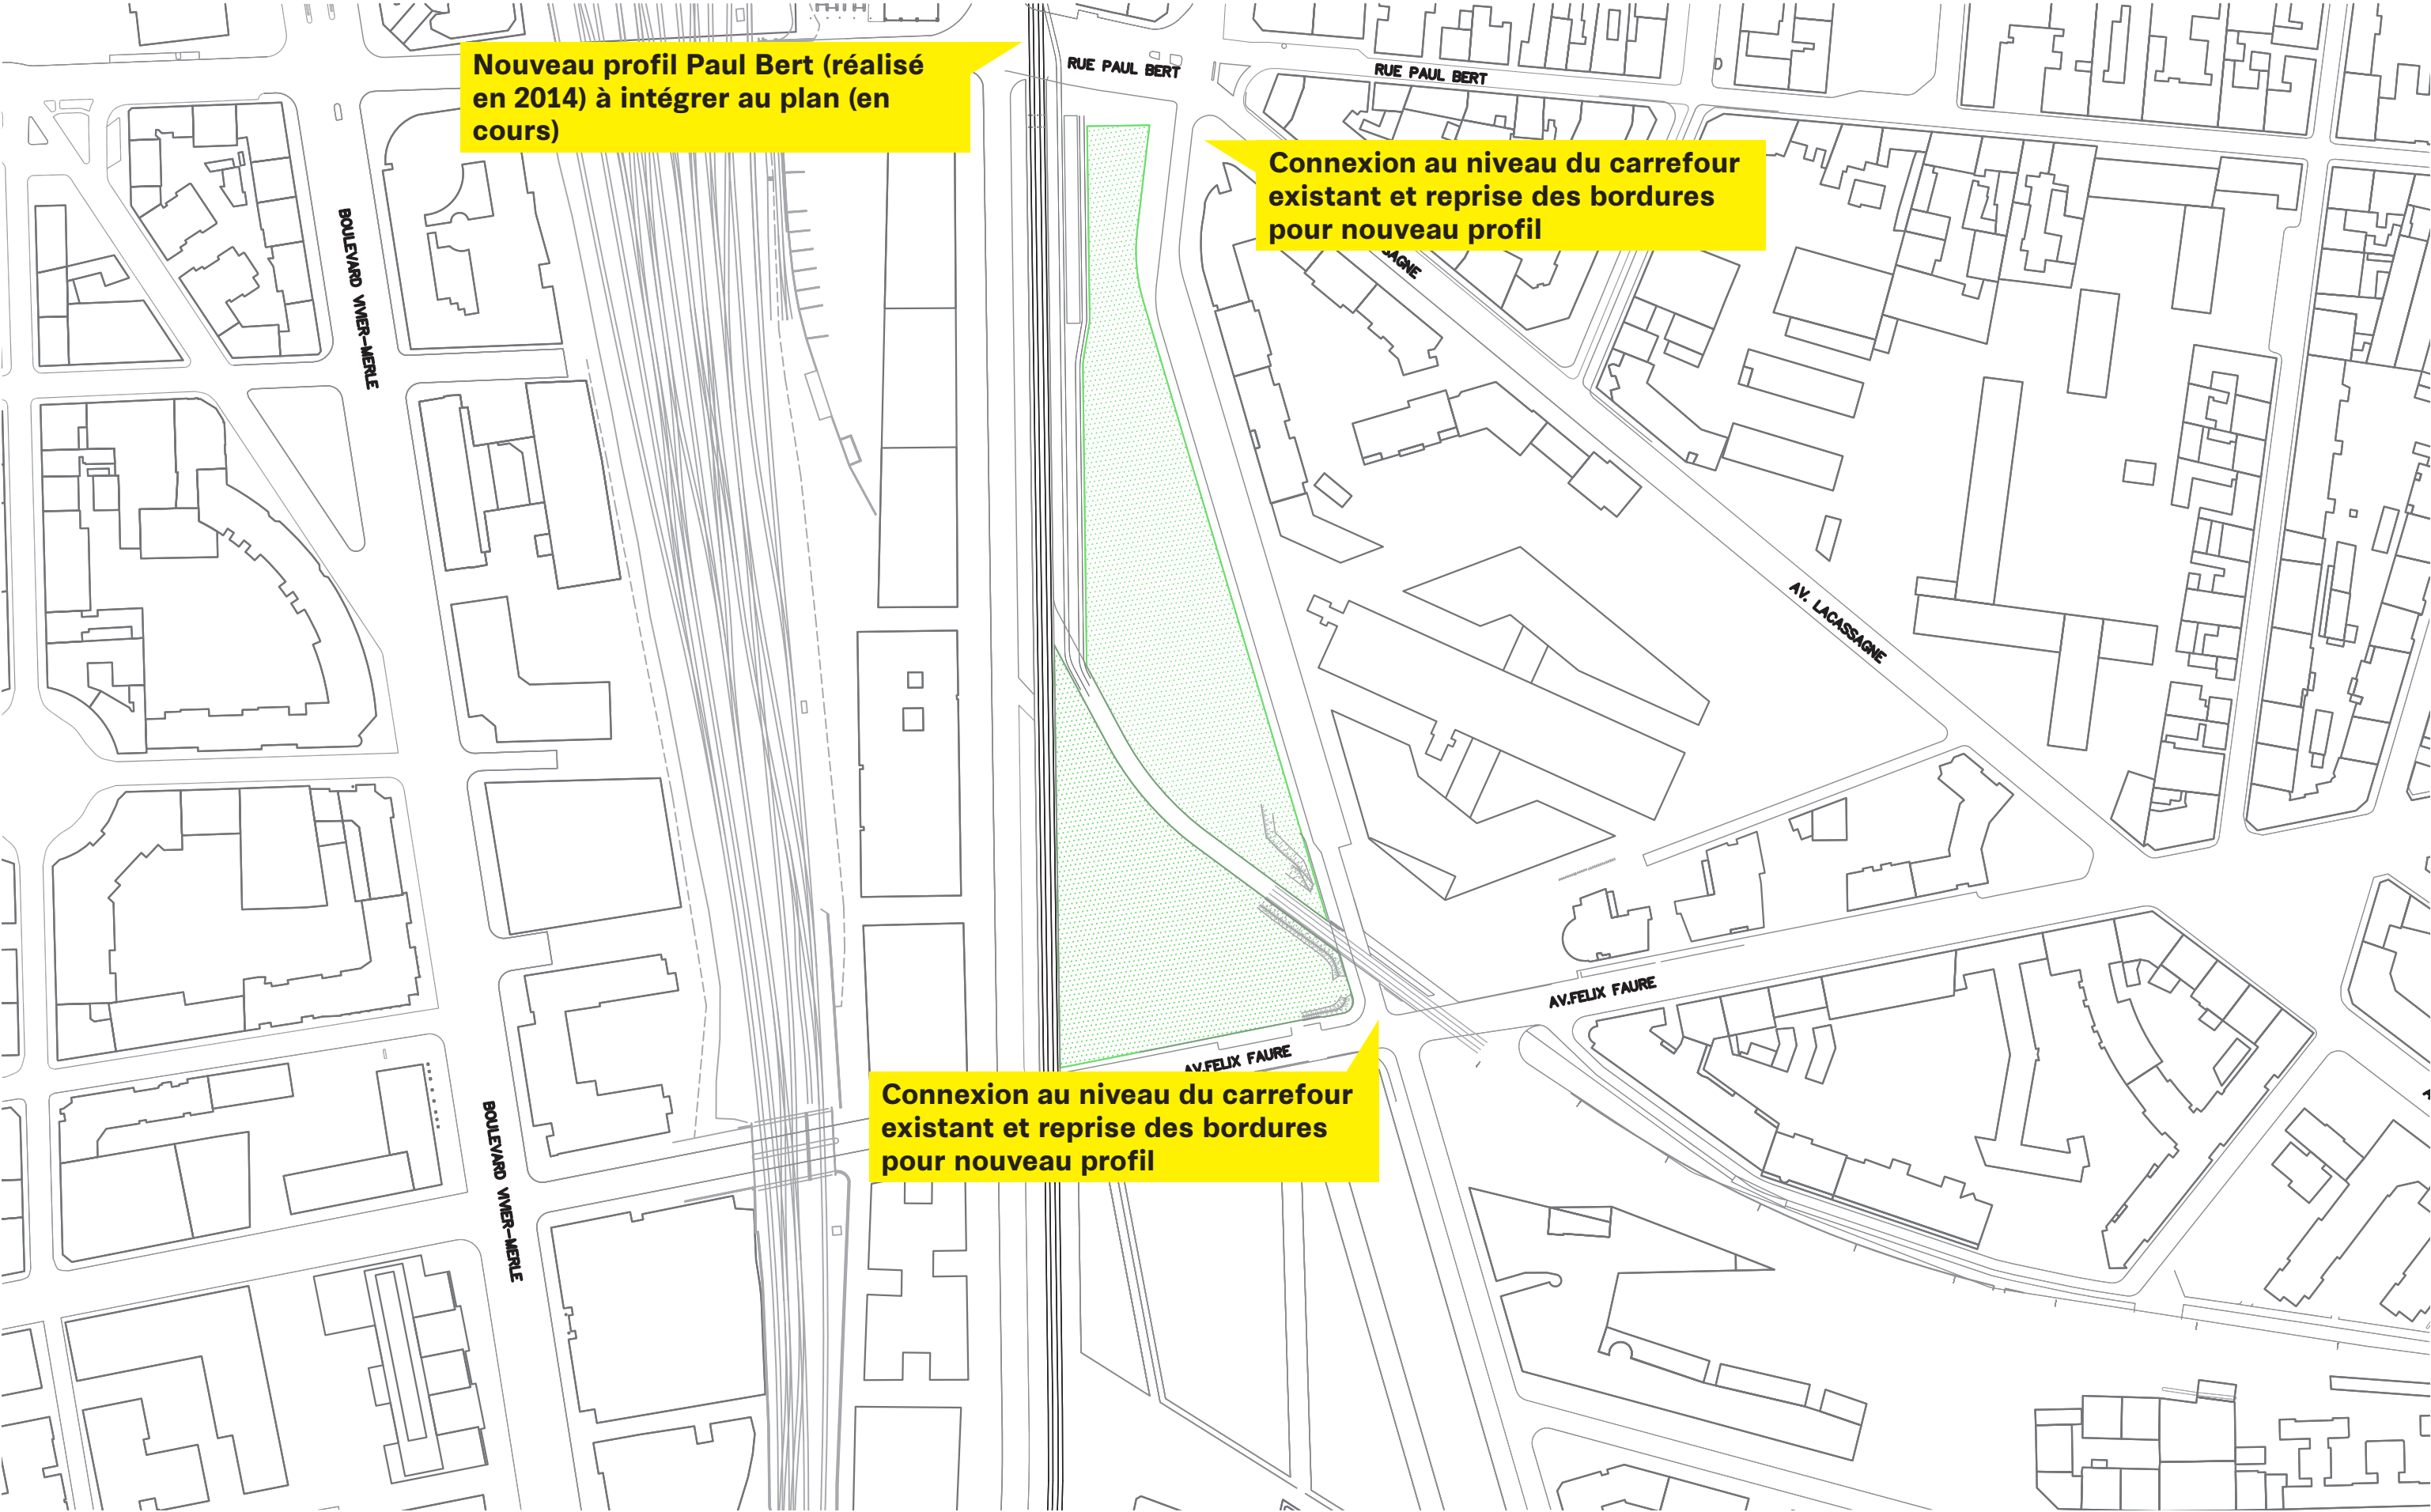 Nouveau profil Paul Bert (réalisé
en 2014) à intégrer au plan (en
cours)
RUE PAUL BERT
RUE PAUL BERT
Connexion au niveau du carrefour
existant et reprise des bordures
pour nouveau profil
BOULEVARD VIVIER-MERLE
AV. LACASSAGNE
AV.FELIX FAURE
AV.FELIX FAURE
Connexion au niveau du carrefour
existant et reprise des bordures
pour nouveau profil
BOULEVARD VIVIER-MERLE